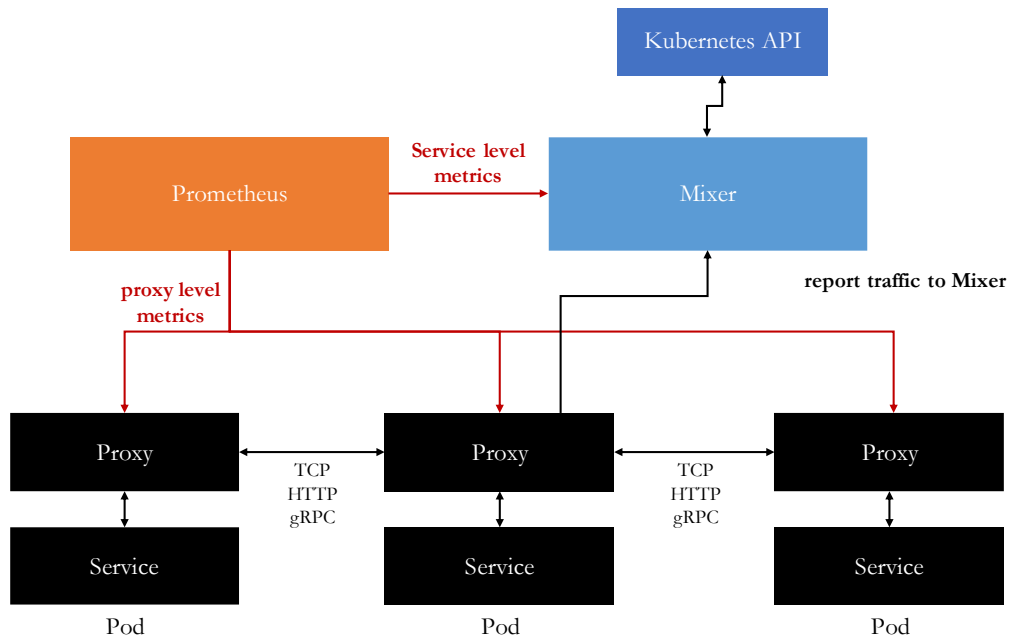 Kubernetes API
Service level
metrics
Prometheus
Mixer
report traffic to Mixer
proxy level
metrics
Proxy
Proxy
Proxy
TCP
HTTP
gRPC
TCP
HTTP
gRPC
Service
Service
Service
Pod
Pod
Pod